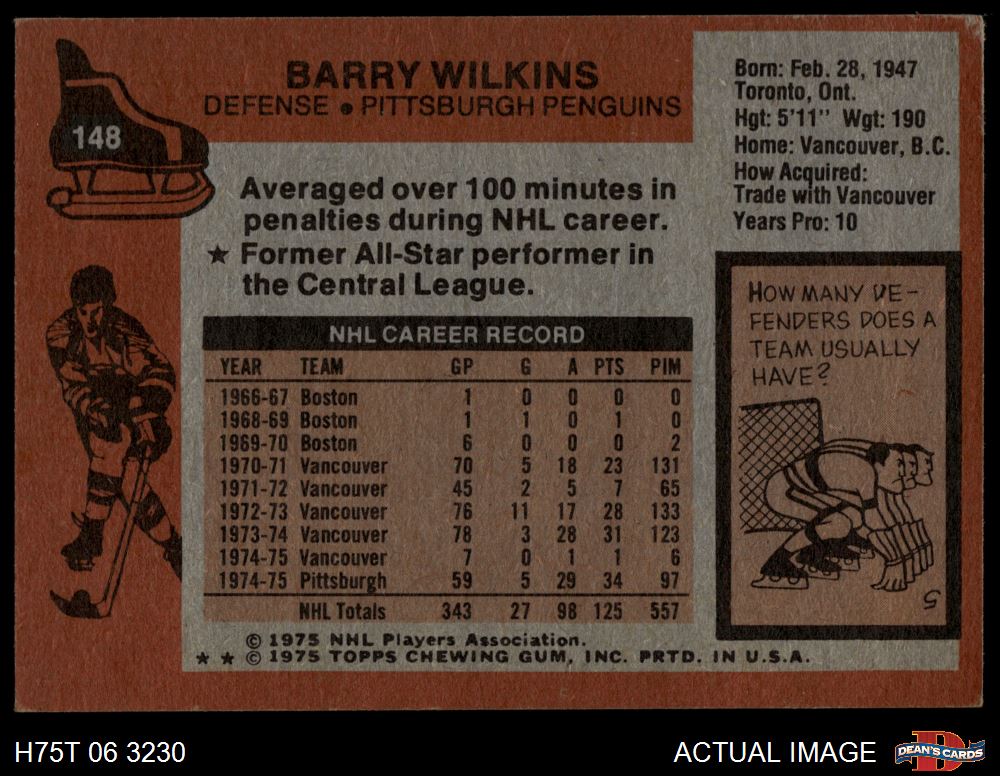 148
BARRY WILKINS
DEFENSE • PITTSBURGH PENGUINS
Born: Feb. 28, 1947
Toronto, Ont.
Hgt: 5'11" Wgt: 190
Home: Vancouver, B.C.
How Acquired:
Trade with Vancouver
Years Pro: 10
Averaged over 100 minutes in
penalties during NHL career.
★ Former All-Star performer in
the Central League.
NHL CAREER RECORD
YEAR TEAM GP G A PTS PIM
1966-67 Boston 1 0 0 0 0
1968-69 Boston 1 1 0 1 0
1969-70 Boston 6 0 0 0 2
1970-71 Vancouver 70 5 18 23 131
1971-72 Vancouver 45 2 5 7 65
1972-73 Vancouver 76 11 17 28 133
1973-74 Vancouver 78 3 28 31 123
1974-75 Vancouver 7 0 1 1 6
1974-75 Pittsburgh 59 5 29 34 97
NHL Totals 343 27 98 125 557
© 1975 NHL Players Association.
★ ★ © 1975 TOPPS CHEWING GUM, INC. PRTD. IN U.S.A.
HOW MANY DE-
FENDERS DOES A
TEAM USUALLY
HAVE?
5
H75T 06 3230
ACTUAL IMAGE
DEAN'S CARDS